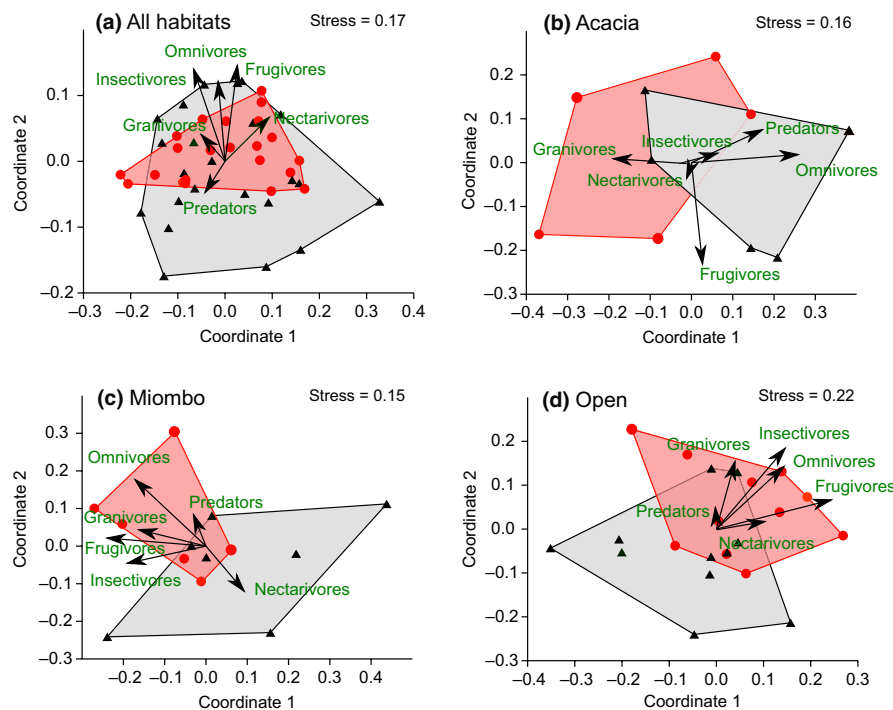 (a) All habitats
Stress = 0.17
Omnivores
Insectivores
Frugivores
Granivores
Nectarivores
Predators
Coordinate 2
0.1
0.0
–0.1
–0.2
–0.3 –0.2 –0.1 0.0 0.1 0.2 0.3 0.4
Coordinate 1
(b) Acacia
Stress = 0.16
Predators
Insectivores
Granivores
Omnivores
Nectarivores
Frugivores
Coordinate 2
0.2
0.1
0.0
–0.1
–0.2
–0.3
–0.4 –0.3 –0.2 –0.1 0.0 0.1 0.2 0.3
Coordinate 1
(c) Miombo
Stress = 0.15
Omnivores
Predators
Granivores
Frugivores
Insectivores
Nectarivores
Coordinate 2
0.3
0.2
0.1
0.0
–0.1
–0.2
–0.3
–0.2 –0.1 0.0 0.1 0.2 0.3 0.4
Coordinate 1
(d) Open
Stress = 0.22
Insectivores
Granivores
Omnivores
Frugivores
Predators
Nectarivores
Coordinate 2
0.2
0.1
0.0
–0.1
–0.2
–0.3
–0.3 –0.2 –0.1 0.0 0.1 0.2 0.3
Coordinate 1